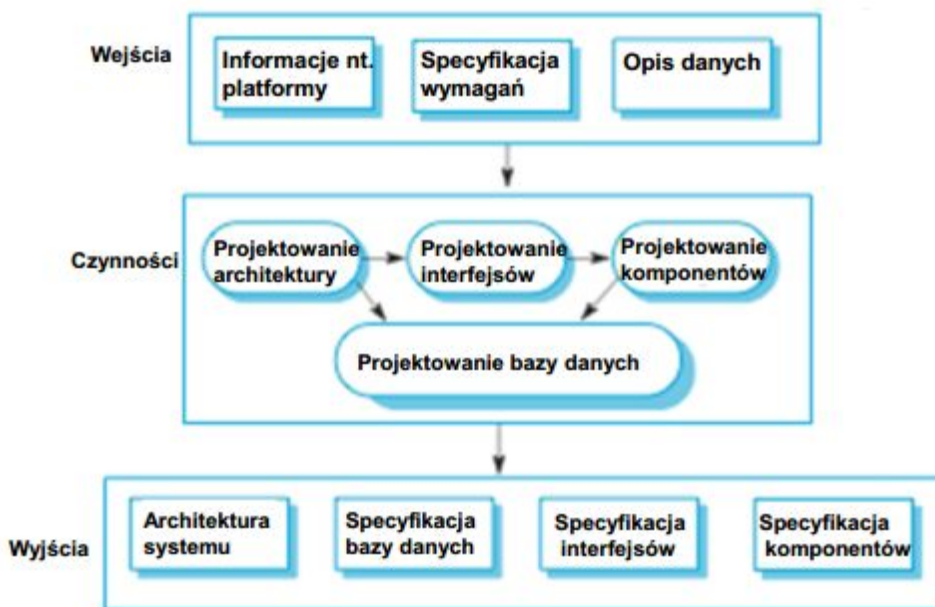 Wejścia
Informacje nt.
platformy
Specyfikacja
wymagań
Opis danych
Czynności
Projektowanie
architektury
Projektowanie
interfejsów
Projektowanie
komponentów
Projektowanie bazy danych
Wyjścia
Architektura
systemu
Specyfikacja
bazy danych
Specyfikacja
interfejsów
Specyfikacja
komponentów